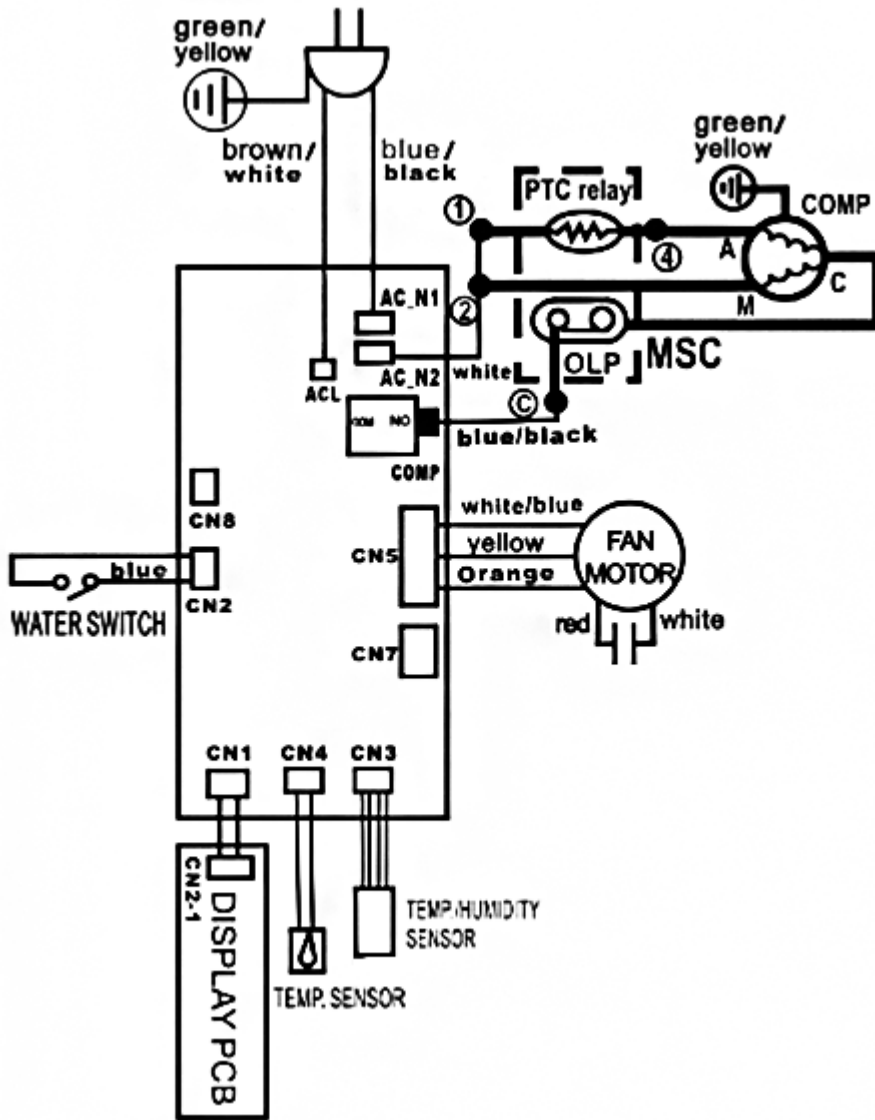 green/
yellow
brown/
white
blue/
black
green/
yellow
PTC relay
COMP
1
4
A
C
2
M
AC_N1
AC_N2
white
OLP
MSC
ACL
C
COM NO
blue/black
COMP
CN8
white/blue
CN5
yellow
FAN
MOTOR
Orange
blue
CN2
WATER SWITCH
red
white
CN7
CN1
CN4
CN3
CN2-1
DISPLAY PCB
TEMP./HUMIDITY
SENSOR
TEMP. SENSOR